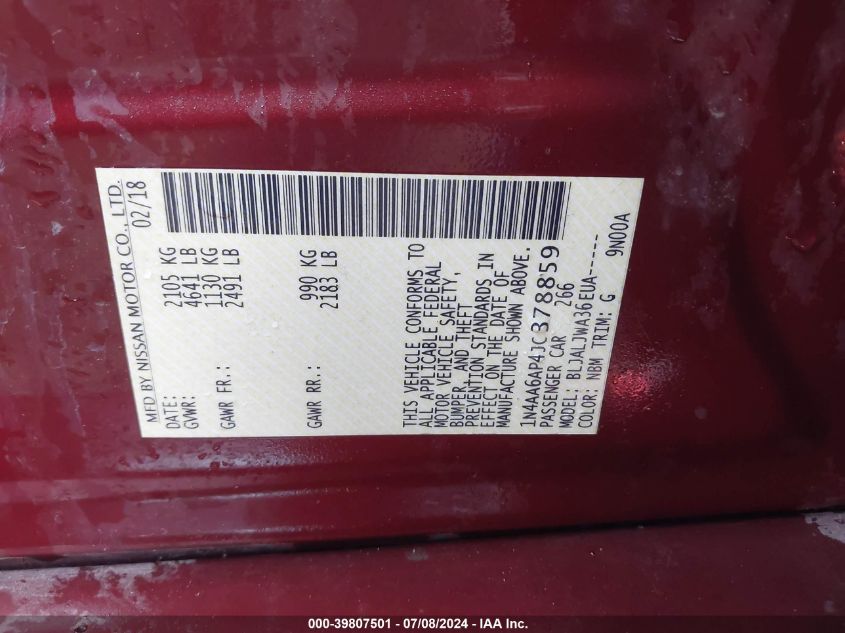 MFD BY NISSAN MOTOR CO., LTD.
DATE: 02/18
GVWR: 2105 KG
4641 LB
GAWR FR.: 1130 KG
2491 LB
GAWR RR.: 990 KG
2183 LB
THIS VEHICLE CONFORMS TO
ALL APPLICABLE FEDERAL
MOTOR VEHICLE SAFETY,
BUMPER, AND THEFT
PREVENTION STANDARDS IN
EFFECT ON THE DATE OF
MANUFACTURE SHOWN ABOVE.
1N4AA6AP4JC378859
PASSENGER CAR 266
MODEL: BLJALJWA36EUA-----
COLOR: NBM TRIM: G 9N00A
000-39807501 - 07/08/2024 - IAA Inc.